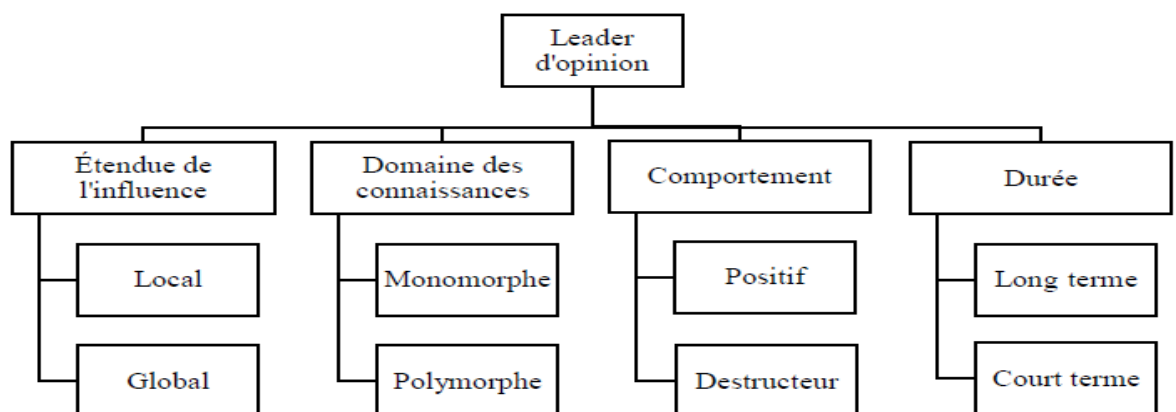 Leader
d'opinion
Étendue de
l'influence
Domaine des
connaissances
Comportement
Durée
Local
Monomorphe
Positif
Long terme
Global
Polymorphe
Destructeur
Court terme